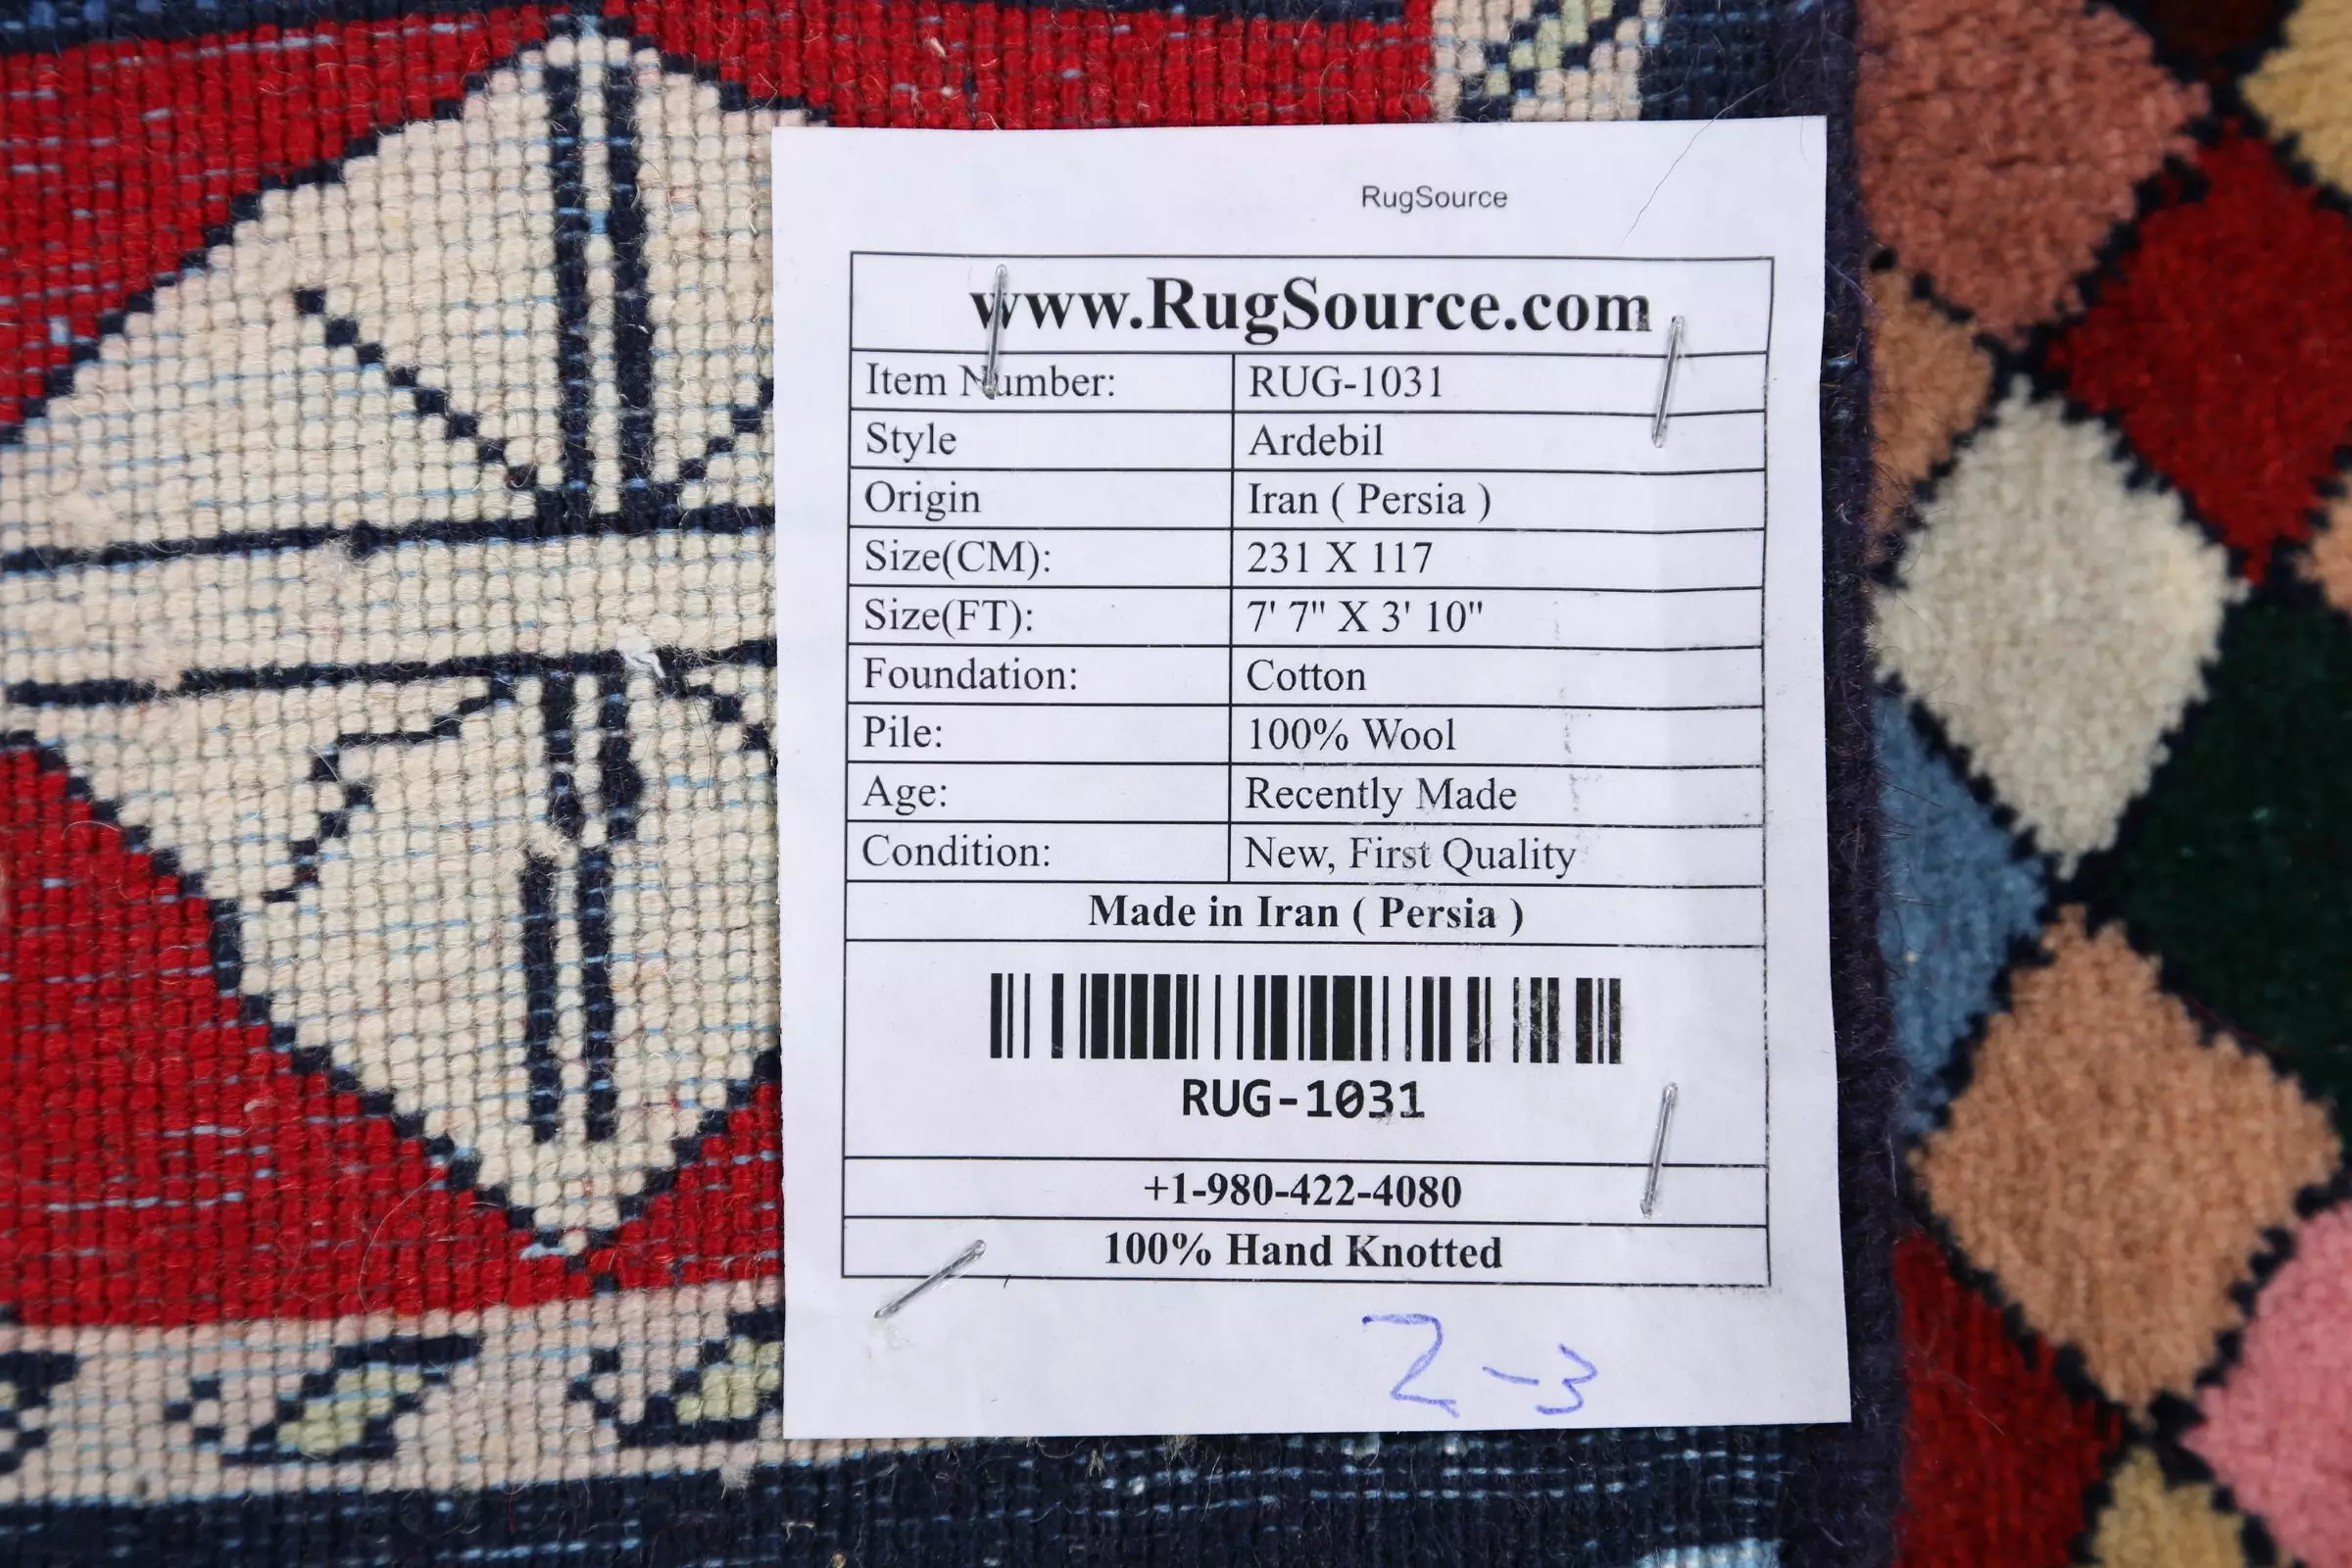 RugSource
www.RugSource.com
Item Number: RUG-1031
Style Ardebil
Origin Iran ( Persia )
Size(CM): 231 X 117
Size(FT): 7' 7" X 3' 10"
Foundation: Cotton
Pile: 100% Wool
Age: Recently Made
Condition: New, First Quality
Made in Iran ( Persia )
RUG-1031
+1-980-422-4080
100% Hand Knotted
Z-3